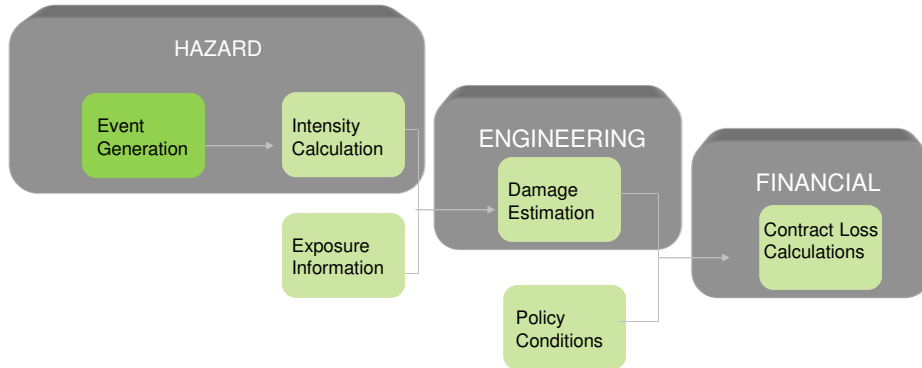 HAZARD
Event
Generation
Intensity
Calculation
Exposure
Information
ENGINEERING
Damage
Estimation
Policy
Conditions
FINANCIAL
Contract Loss
Calculations